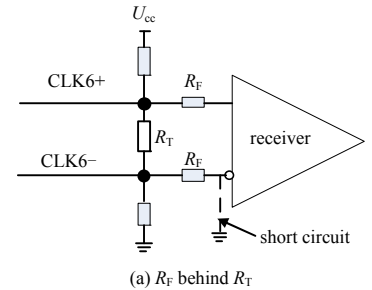 Ucc
CLK6+
RF
RT
receiver
CLK6−
RF
short circuit
(a) RF behind RT